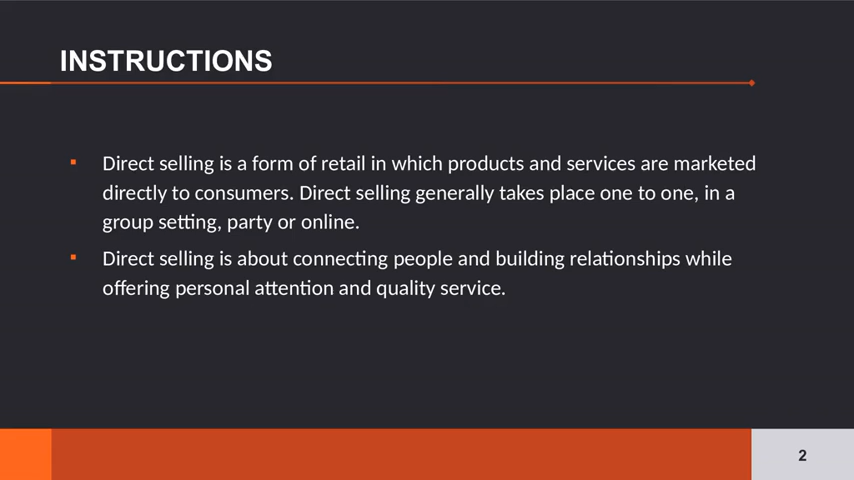 INSTRUCTIONS
▪ Direct selling is a form of retail in which products and services are marketed
directly to consumers. Direct selling generally takes place one to one, in a
group setting, party or online.
▪ Direct selling is about connecting people and building relationships while
offering personal attention and quality service.
2